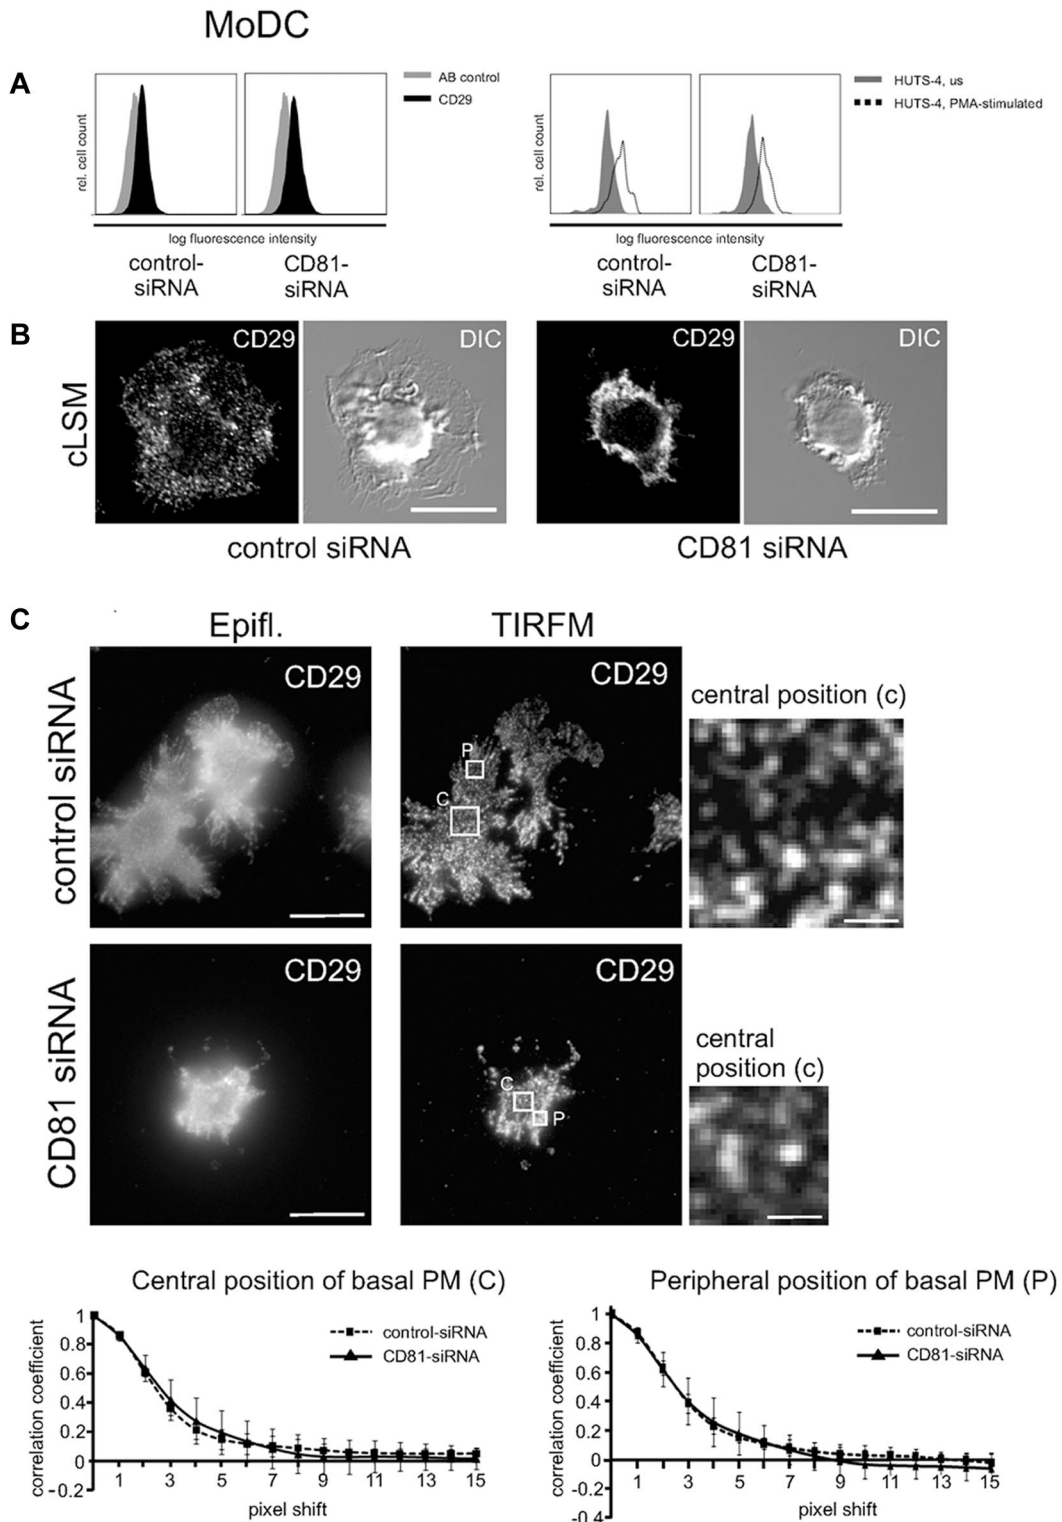 MoDC
A
rel. cell count
AB control
CD29
log fluorescence intensity
control-
siRNA
CD81-
siRNA
rel. cell count
HUTS-4, us
HUTS-4, PMA-stimulated
log fluorescence intensity
control-
siRNA
CD81-
siRNA
B
cLSM
CD29
DIC
CD29
DIC
control siRNA
CD81 siRNA
C
Epifl.
TIRFM
control siRNA
CD29
CD29
P
C
central position (c)
CD81 siRNA
CD29
CD29
C
P
central
position (c)
Central position of basal PM (C)
correlation coefficient
1
0.8
0.6
0.4
0.2
0
-0.2
control-siRNA
CD81-siRNA
1 3 5 7 9 11 13 15
pixel shift
Peripheral position of basal PM (P)
correlation coefficient
1
0.8
0.6
0.4
0.2
0
-0.2
-0.4
control-siRNA
CD81-siRNA
1 3 5 7 9 11 13 15
pixel shift